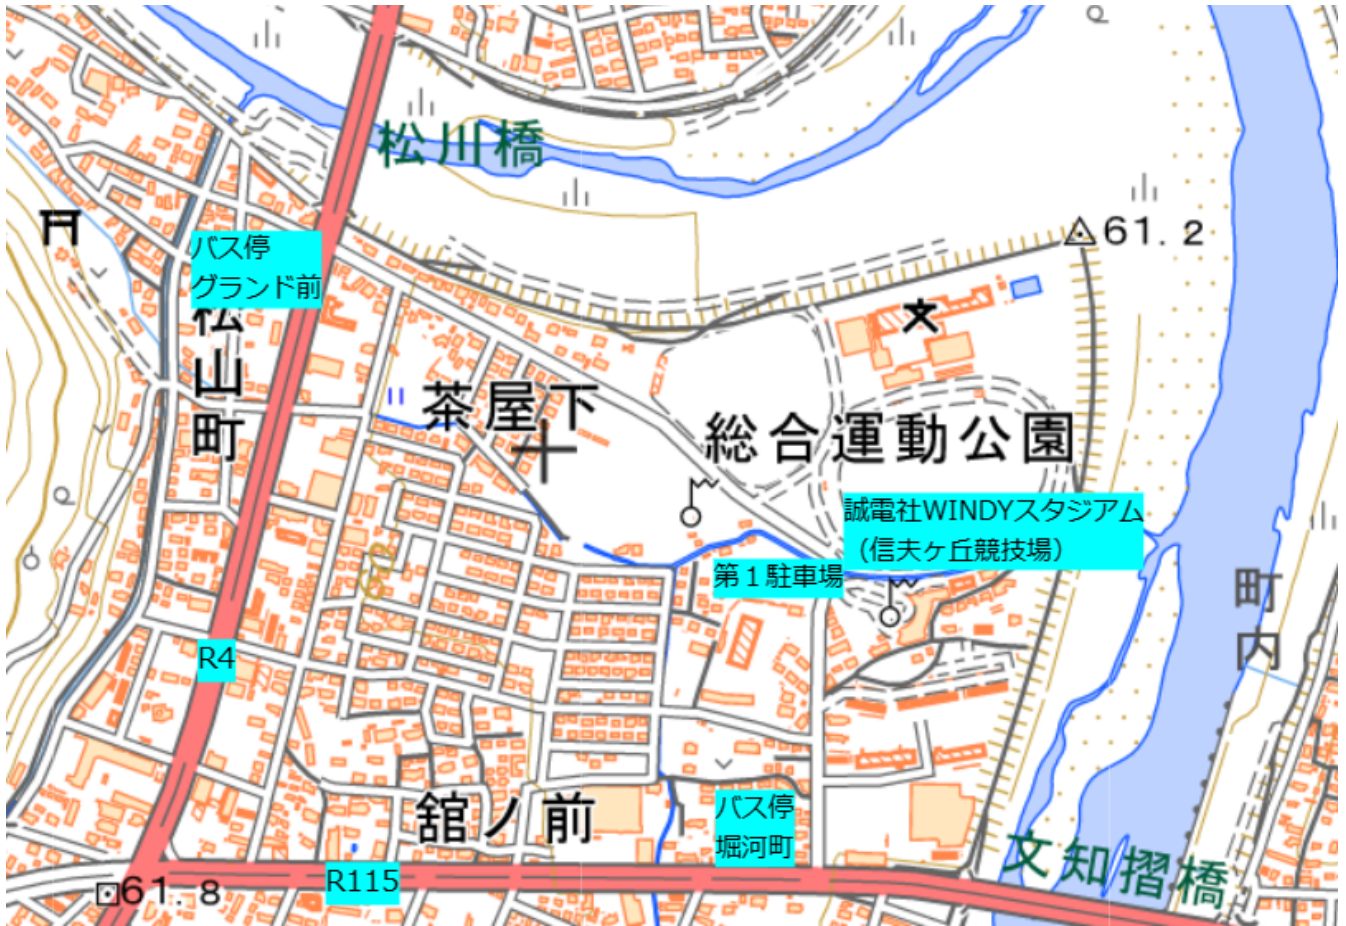 松川橋
61.2
バス停
グランド前
松山町
茶屋下
総合運動公園
誠電社WINDYスタジアム
（信夫ヶ丘競技場）
第１駐車場
町内
R4
バス停
堀河町
舘ノ前
文知摺橋
R115
61.8